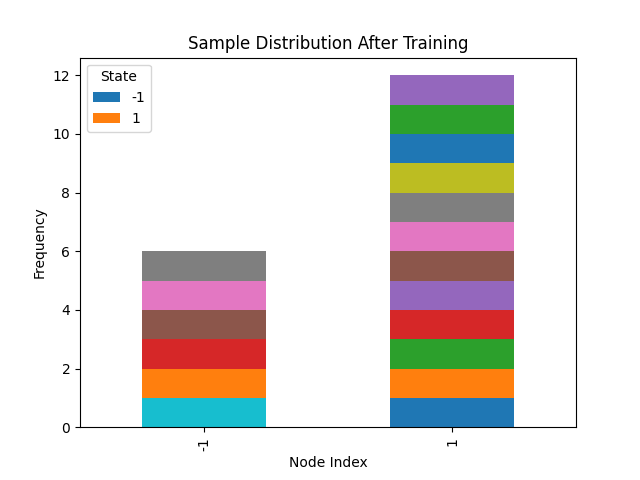 Sample Distribution After Training
State
-1
1
12
10
8
6
4
2
0
Frequency
-1
1
Node Index